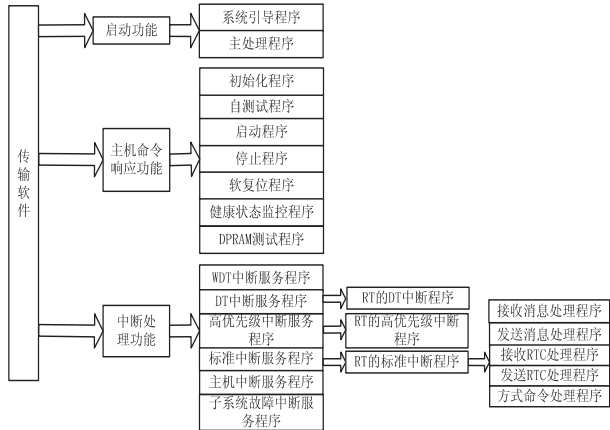 传输软件
启动功能
系统引导程序
主处理程序
主机命令
响应功能
初始化程序
自测试程序
启动程序
停止程序
软复位程序
健康状态监控程序
DPRAM测试程序
中断处
理功能
WDT中断服务程序
DT中断服务程序
高优先级中断服务
程序
标准中断服务程序
主机中断服务程序
子系统故障中断服
务程序
RT的DT中断程序
RT的高优先级中断
程序
RT的标准中断程序
接收消息处理程序
发送消息处理程序
接收RTC处理程序
发送RTC处理程序
方式命令处理程序